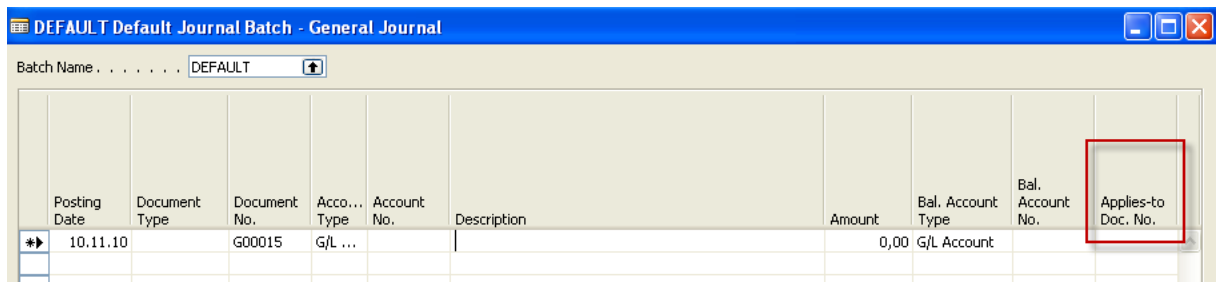 DEFAULT Default Journal Batch - General Journal
Batch Name . . . . . . . DEFAULT
Posting Date Document Type Document No. Acco... Type Account No. Description Amount Bal. Account Type Bal. Account No. Applies-to Doc. No.
10.11.10 G00015 G/L ... 0,00 G/L Account